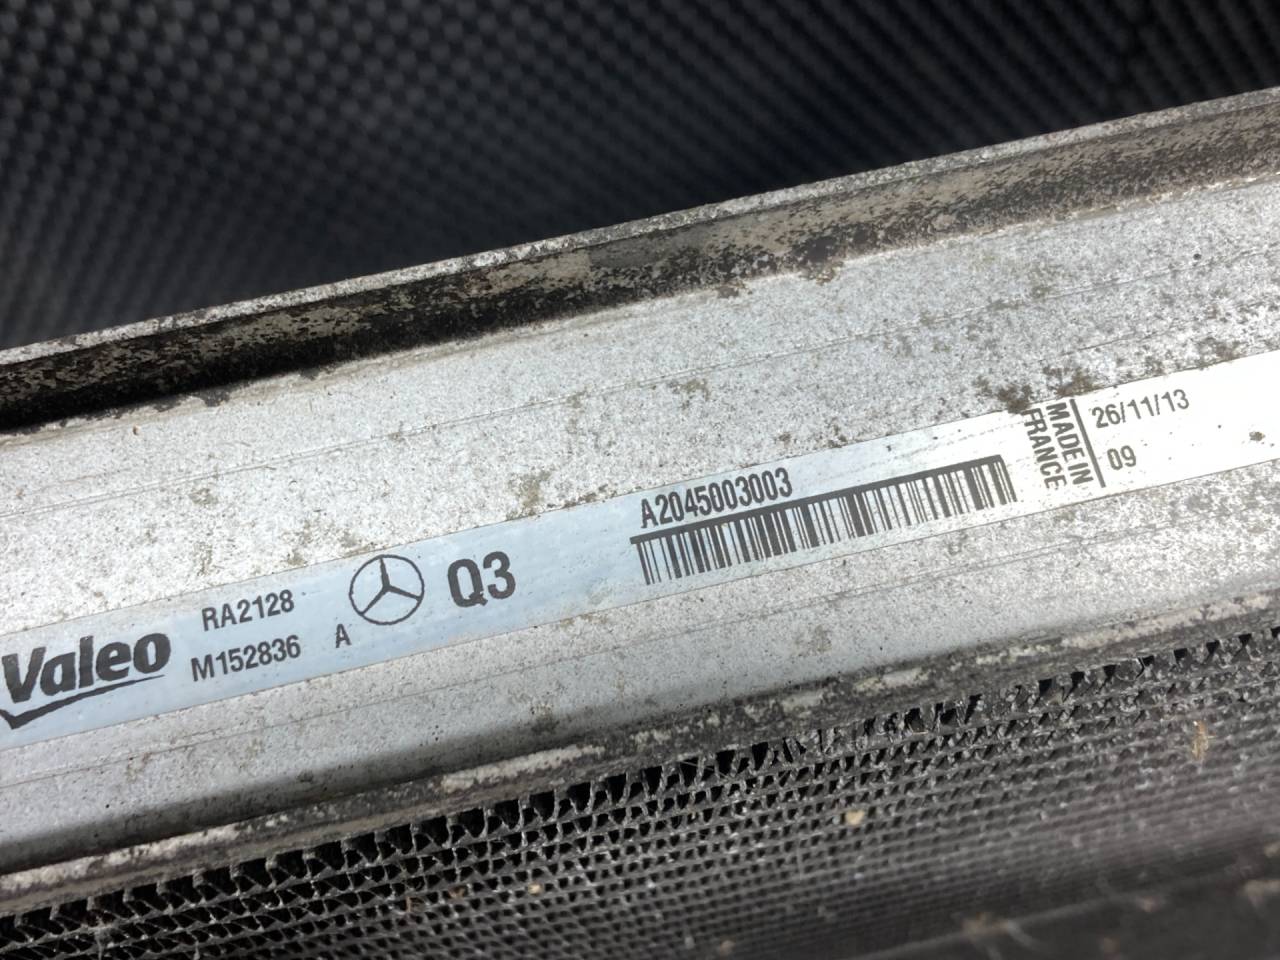 Valeo
RA2128
M152836 A
Q3
A2045003003
MADE IN
FRANCE
26/11/13
09